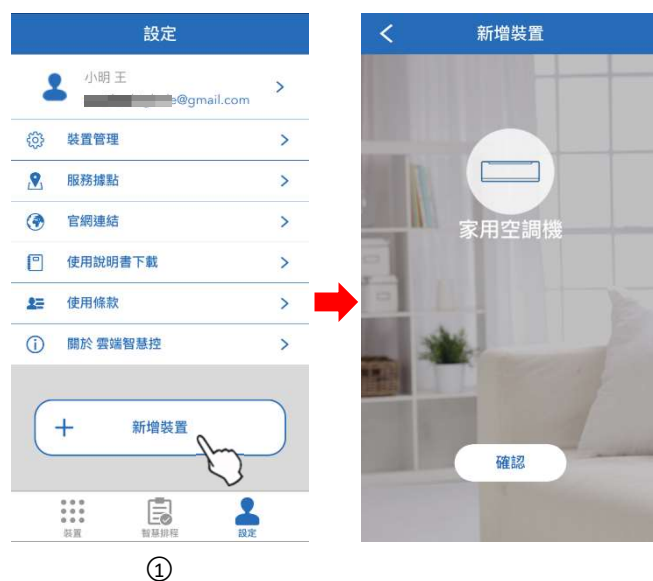 設定
小明 王
e@gmail.com
裝置管理
服務據點
官網連結
使用說明書下載
使用條款
關於 雲端智慧控
+ 新增裝置
裝置
智慧排程
設定
①
新增裝置
家用空調機
確認